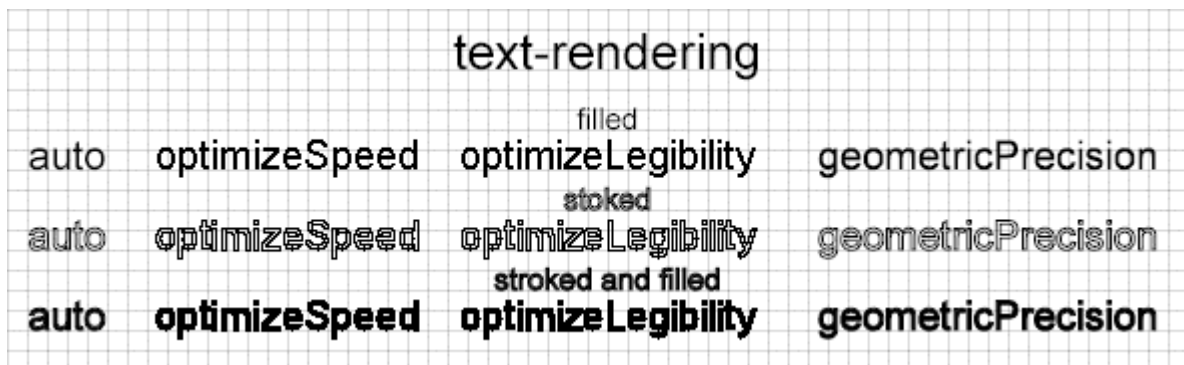 text-rendering
filled
auto optimizeSpeed optimizeLegibility geometricPrecision
stoked
auto optimizeSpeed optimizeLegibility geometricPrecision
stroked and filled
auto optimizeSpeed optimizeLegibility geometricPrecision